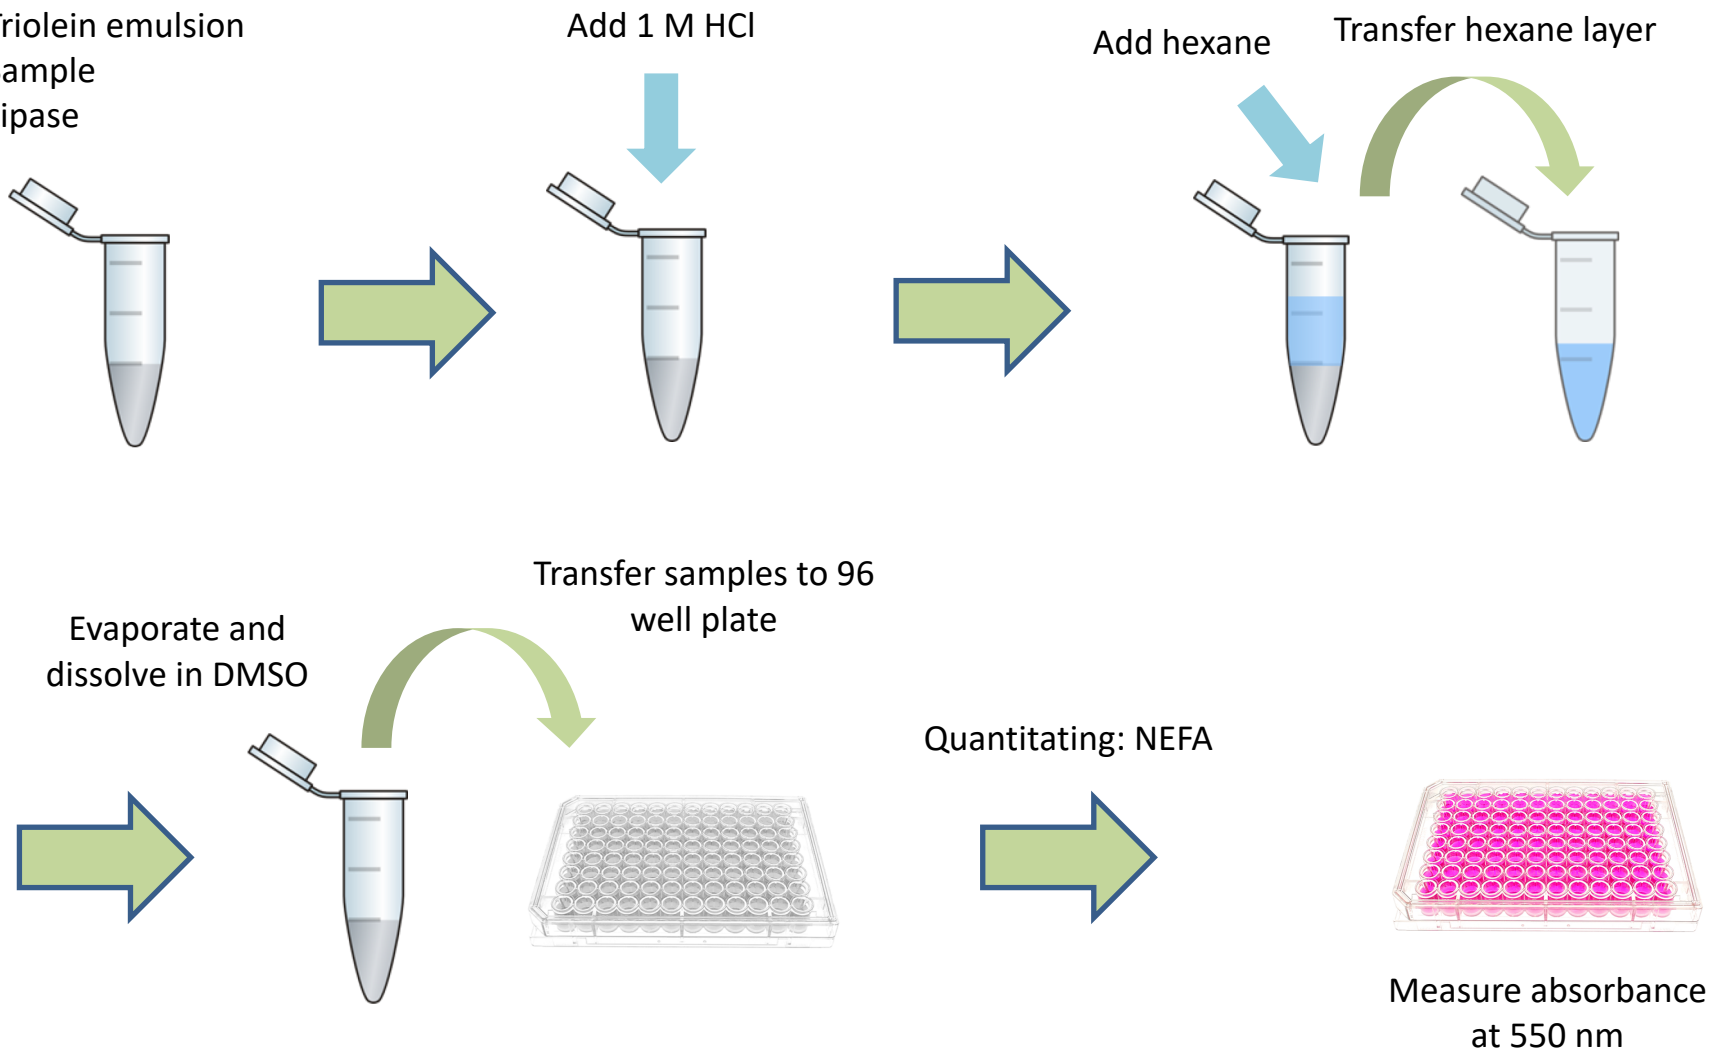 riolein emulsion
ample
ipase
Add 1 M HCl
Add hexane
Transfer hexane layer
Evaporate and
dissolve in DMSO
Transfer samples to 96
well plate
Quantitating: NEFA
Measure absorbance
at 550 nm